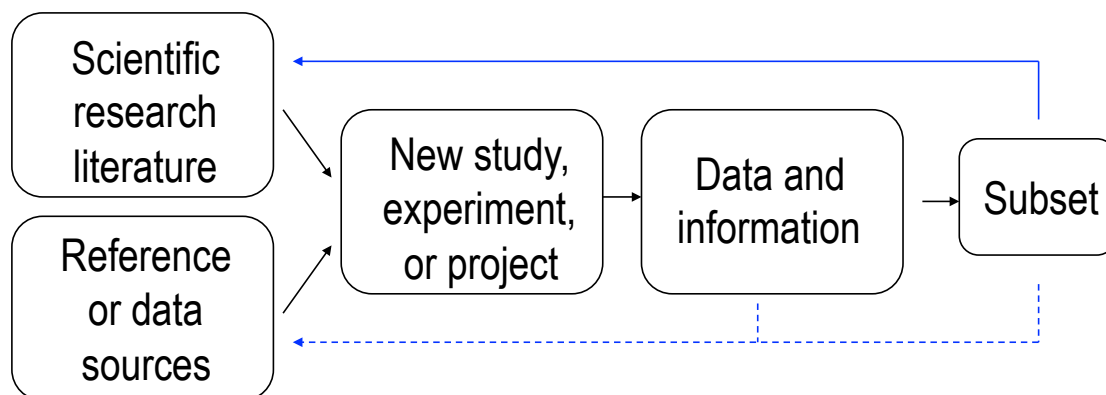 Scientific
research
literature
Reference
or data
sources
New study,
experiment,
or project
Data and
information
Subset